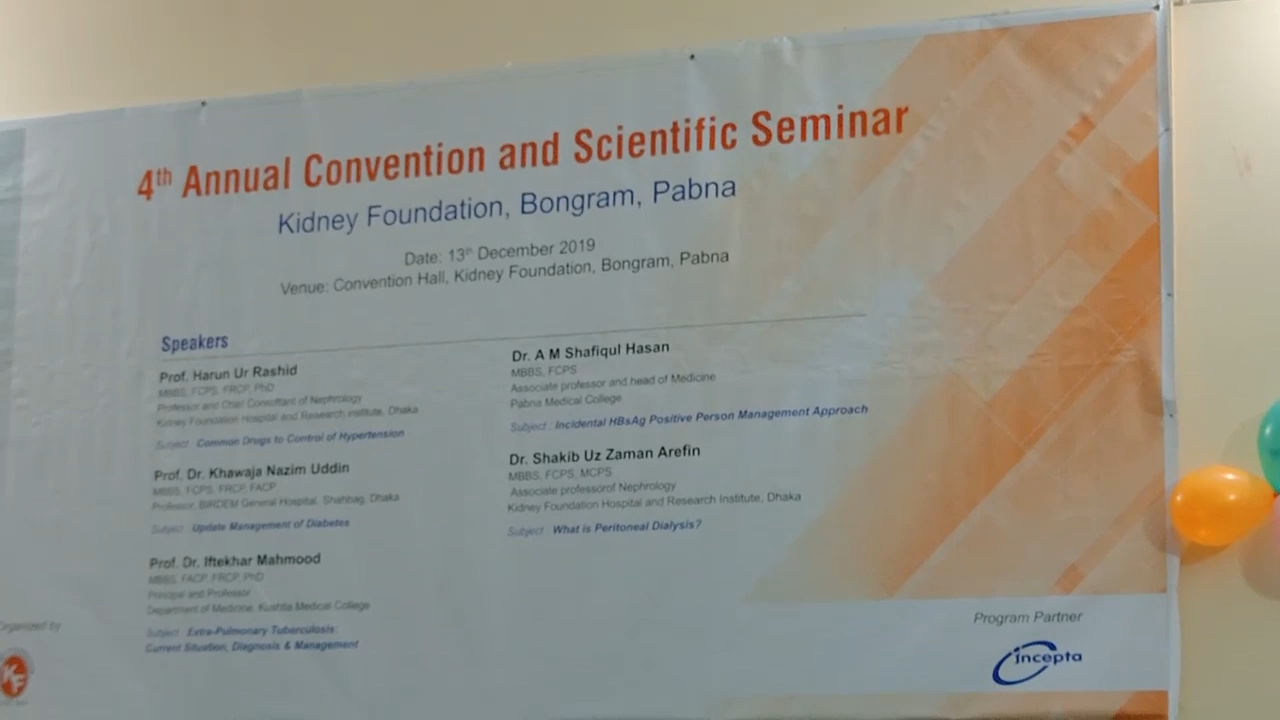 4th Annual Convention and Scientific Seminar
Kidney Foundation, Bongram, Pabna
Date: 13th December 2019
Venue: Convention Hall, Kidney Foundation, Bongram, Pabna
Speakers
Prof. Harun Ur Rashid
MBBS, FCPS, FRCP, PhD
Professor and Chief Consultant of Nephrology
Kidney Foundation Hospital and Research institute, Dhaka
Subject : Common Drugs to Control of Hypertension
Prof. Dr. Khawaja Nazim Uddin
MBBS, FCPS, FRCP, FACP
Professor, BIRDEM General Hospital, Shahbag, Dhaka
Subject : Update Management of Diabetes
Prof. Dr. Iftekhar Mahmood
MBBS, FACP, FRCP, PhD
Principal and Professor
Department of Medicine, Kushtia Medical College
Subject : Extra-Pulmonary Tuberculosis:
Current Situation, Diagnosis & Management
Dr. A M Shafiqul Hasan
MBBS, FCPS
Associate professor and head of Medicine
Pabna Medical College
Subject : Incidental HBsAg Positive Person Management Approach
Dr. Shakib Uz Zaman Arefin
MBBS, FCPS, MCPS
Associate professorof Nephrology
Kidney Foundation Hospital and Research Institute, Dhaka
Subject : What is Peritoneal Dialysis?
Organized by
KF
Program Partner
incepta